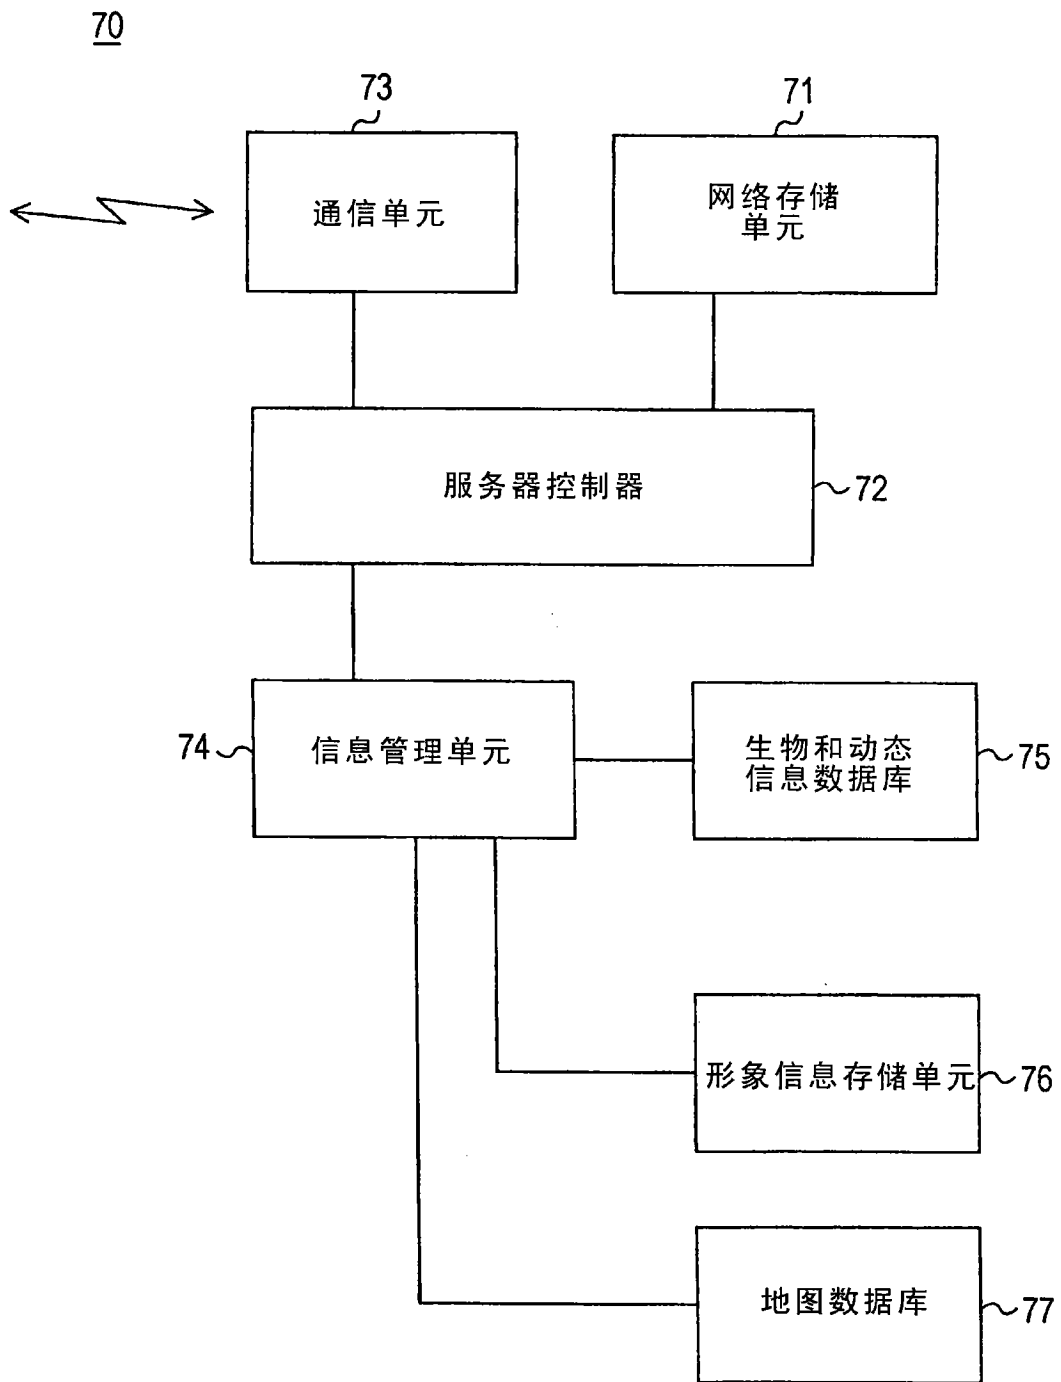 70
73
71
通信单元
网络存储
单元
服务器控制器
72
74
信息管理单元
生物和动态
信息数据库
75
形象信息存储单元
76
地图数据库
77